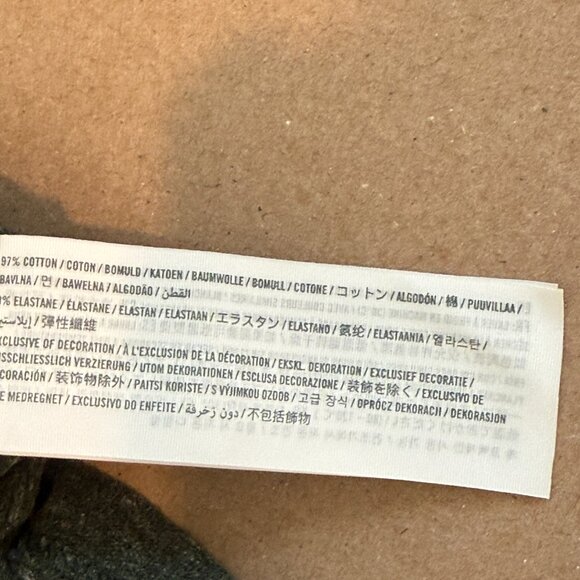 97% COTTON / COTON / BOMULD / KATOEN / BAUMWOLLE / BOMULL / COTONE / コットン / ALGODÓN / 棉 / PUUVILLAA /
BAVLNA / 면 / BAWEŁNA / ALGODÃO / القطن /
% ELASTANE / ÉLASTANE / ELASTAN / ELASTAAN / エラスタン / ELASTANO / 氨纶 / ELASTAANIA / 엘라스탄 /
/ 彈性纖維
EXCLUSIVE OF DECORATION / À L'EXCLUSION DE LA DÉCORATION / EKSKL. DEKORATION / EXCLUSIEF DECORATIE /
USSCHLIESSLICH VERZIERUNG / UTOM DEKORATIONEN / ESCLUSA DECORAZIONE / 装飾を除く / EXCLUSIVO DE
CORACIÓN / 装饰物除外 / PAITSI KORISTE / S VÝJIMKOU OZDOB / 고급 장식 / OPRÓCZ DEKORACJI / DEKORASJON
E MEDREGNET / EXCLUSIVO DO ENFEITE / دون زخرفة / 不包括飾物